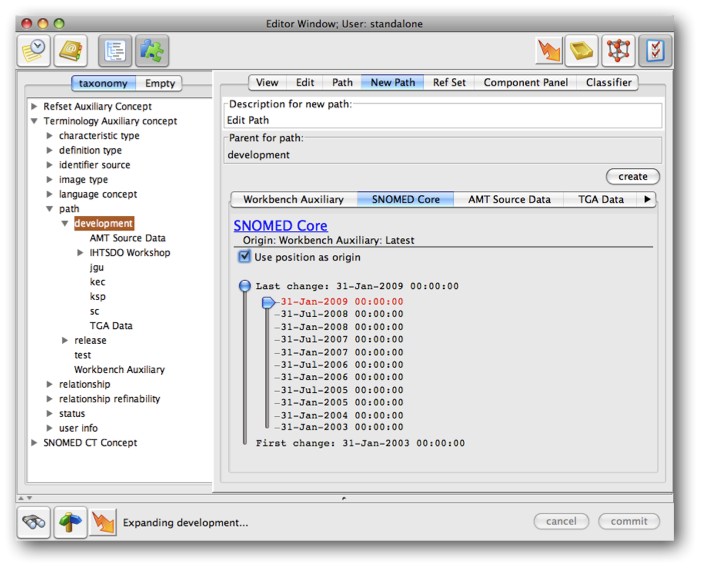 Editor Window; User: standalone
taxonomy Empty
Refset Auxiliary Concept
Terminology Auxiliary concept
characteristic type
definition type
identifier source
image type
language concept
path
development
AMT Source Data
IHTSDO Workshop
jgu
kec
ksp
sc
TGA Data
release
test
Workbench Auxiliary
relationship
relationship refinability
status
user info
SNOMED CT Concept
View Edit Path New Path Ref Set Component Panel Classifier
Description for new path:
Edit Path
Parent for path:
development
create
Workbench Auxiliary SNOMED Core AMT Source Data TGA Data
SNOMED Core
Origin: Workbench Auxiliary: Latest
Use position as origin
Last change: 31-Jan-2009 00:00:00
31-Jan-2009 00:00:00
31-Jul-2008 00:00:00
31-Jan-2008 00:00:00
31-Jul-2007 00:00:00
31-Jan-2007 00:00:00
31-Jul-2006 00:00:00
31-Jan-2006 00:00:00
31-Jul-2005 00:00:00
31-Jan-2005 00:00:00
31-Jan-2004 00:00:00
31-Jan-2003 00:00:00
First change: 31-Jan-2003 00:00:00
Expanding development...
cancel commit